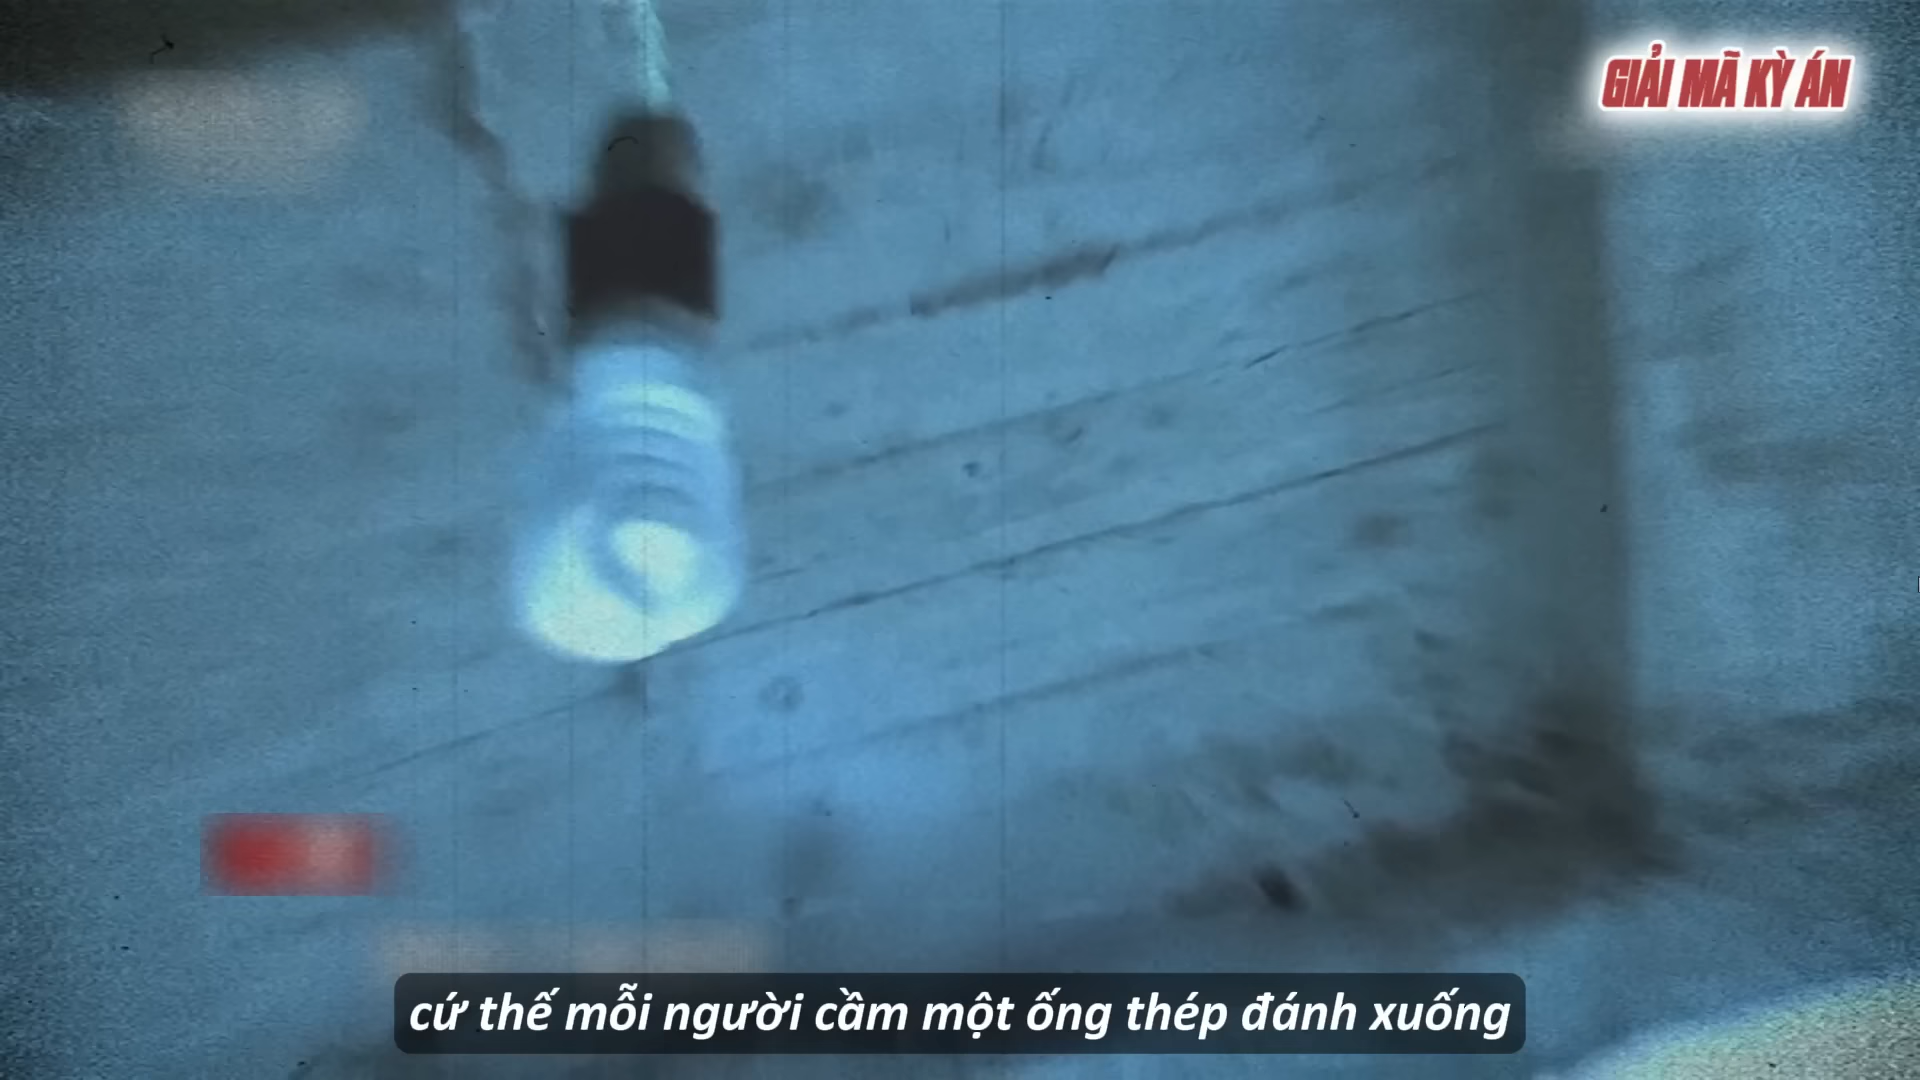 GIẢI MÃ KỲ ÁN
cứ thế mỗi người cầm một ống thép đánh xuống